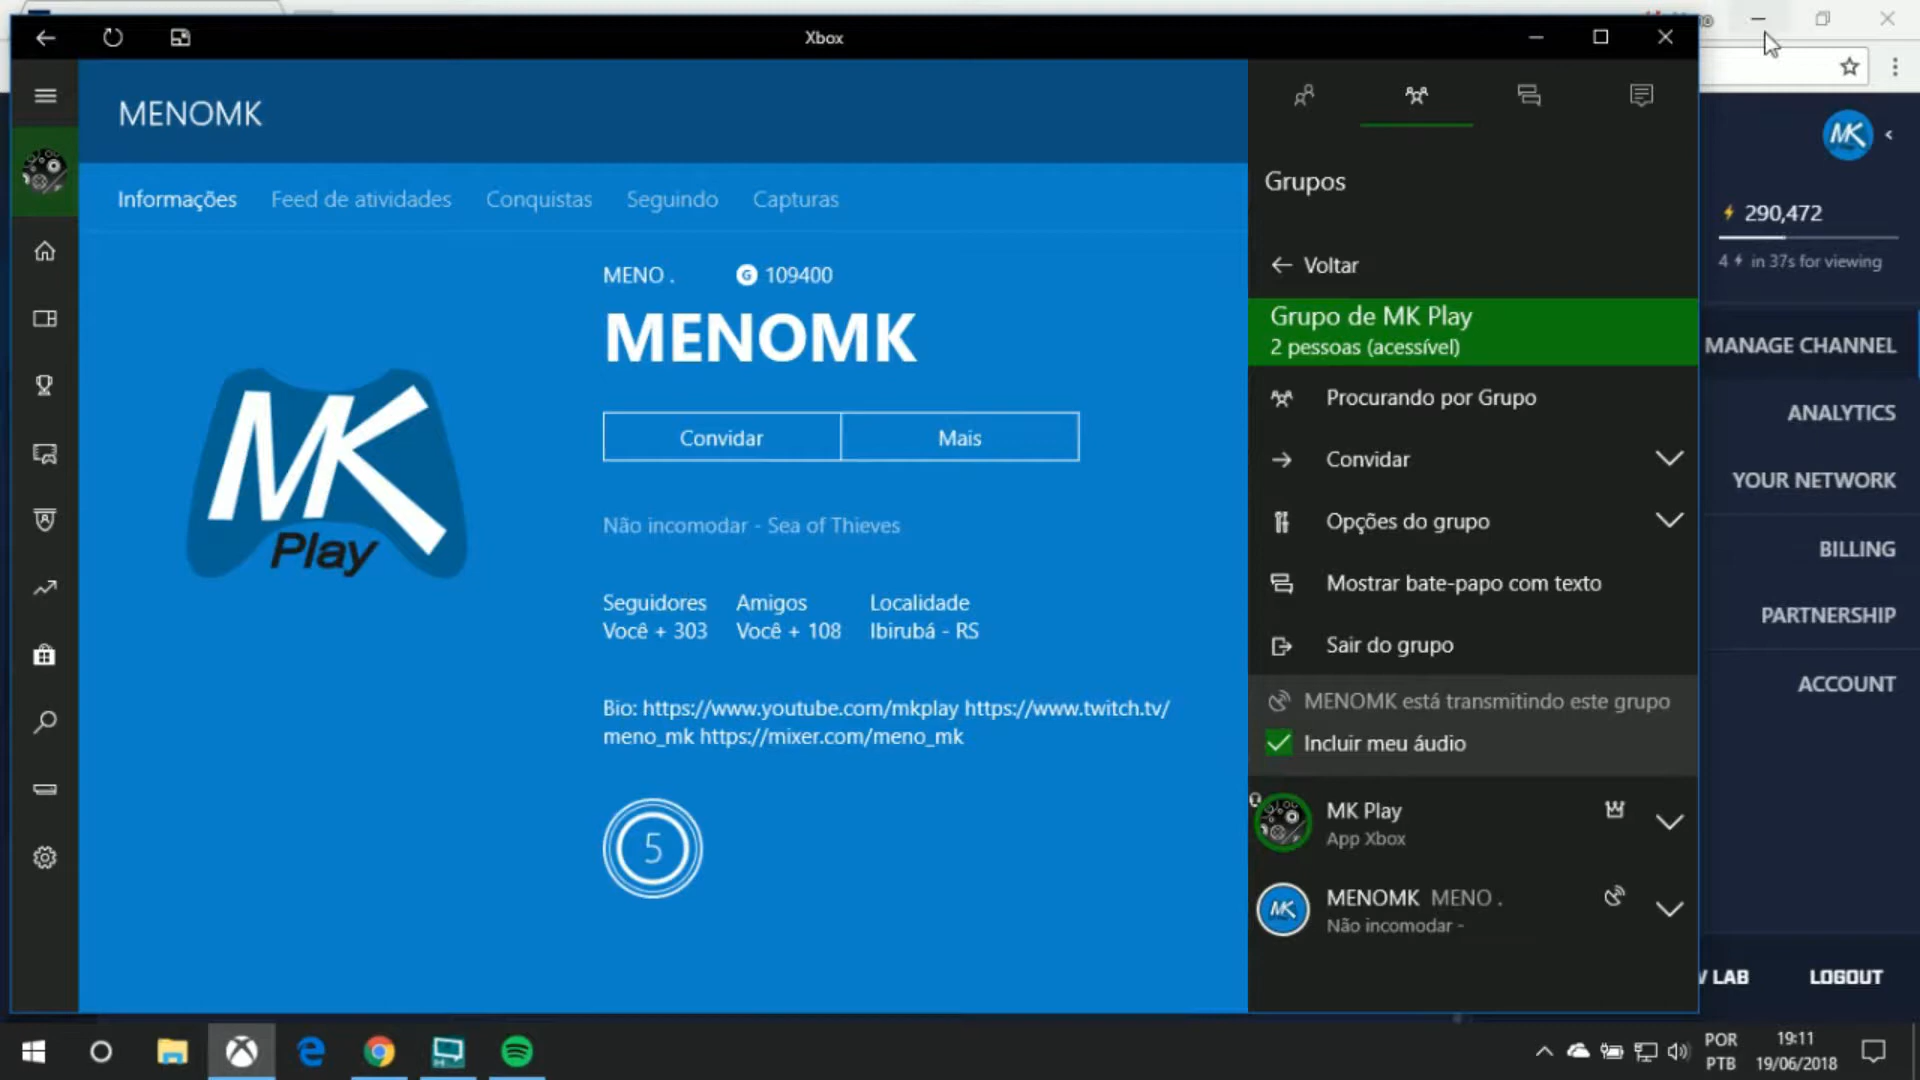 Xbox
MENOMK
Informações Feed de atividades Conquistas Seguindo Capturas
MENO . G 109400
MENOMK
Convidar Mais
Não incomodar - Sea of Thieves
Seguidores Amigos Localidade
Você + 303 Você + 108 Ibirubá - RS
Bio: https://www.youtube.com/mkplay https://www.twitch.tv/
meno_mk https://mixer.com/meno_mk
5
MK
Play
Grupos
Voltar
Grupo de MK Play
2 pessoas (acessível)
Procurando por Grupo
Convidar
Opções do grupo
Mostrar bate-papo com texto
Sair do grupo
MENOMK está transmitindo este grupo
Incluir meu áudio
MK Play
App Xbox
MK
MENOMK MENO .
Não incomodar -
MK
290,472
4 in 37s for viewing
MANAGE CHANNEL
ANALYTICS
YOUR NETWORK
BILLING
PARTNERSHIP
ACCOUNT
LAB LOGOUT
POR
PTB
19:11
19/06/2018